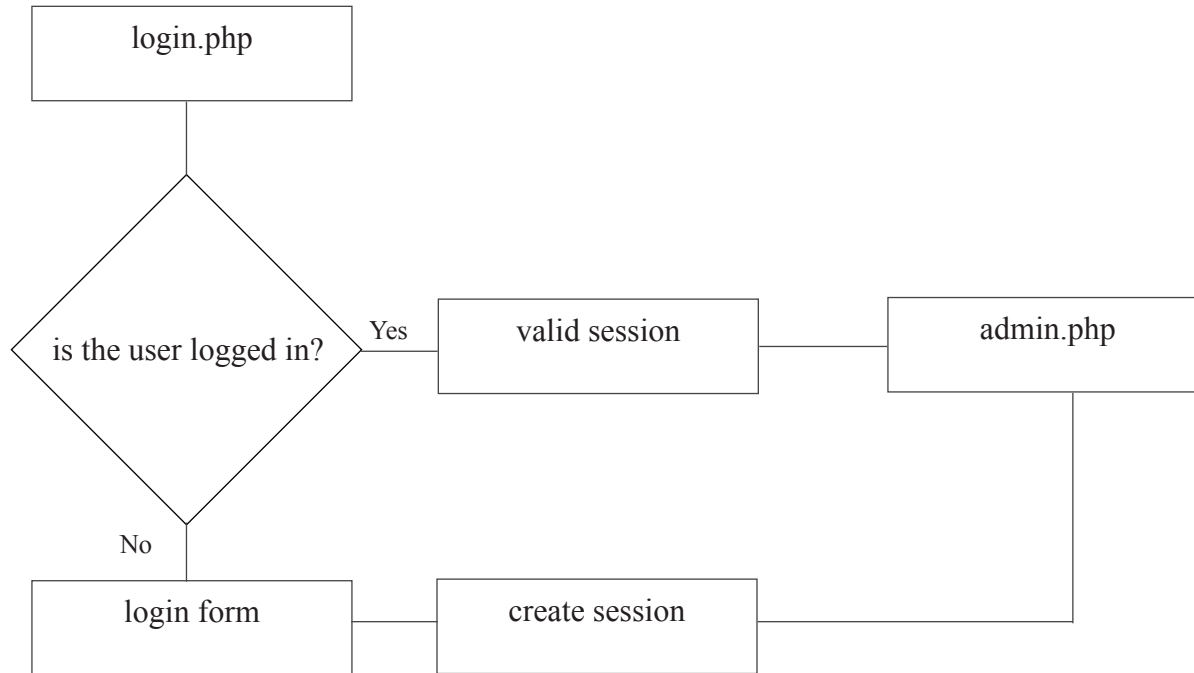 login.php
is the user logged in?
Yes
valid session
admin.php
No
login form
create session